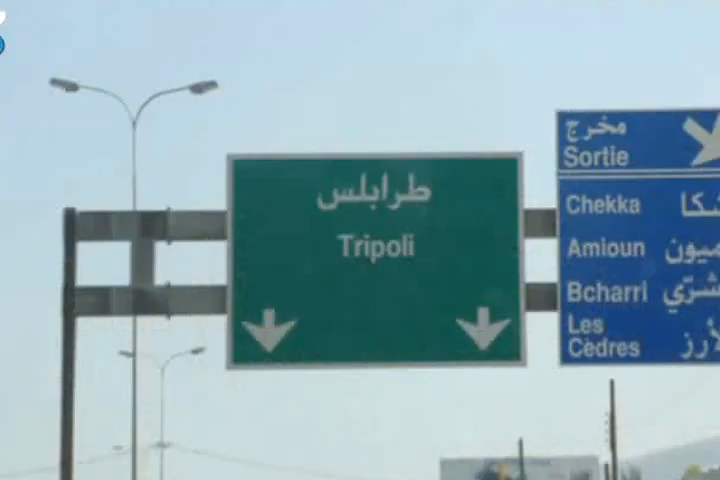 طرابلس
Tripoli
مخرج
Sortie
Chekka
Amioun
Bcharri
Les
Cèdres